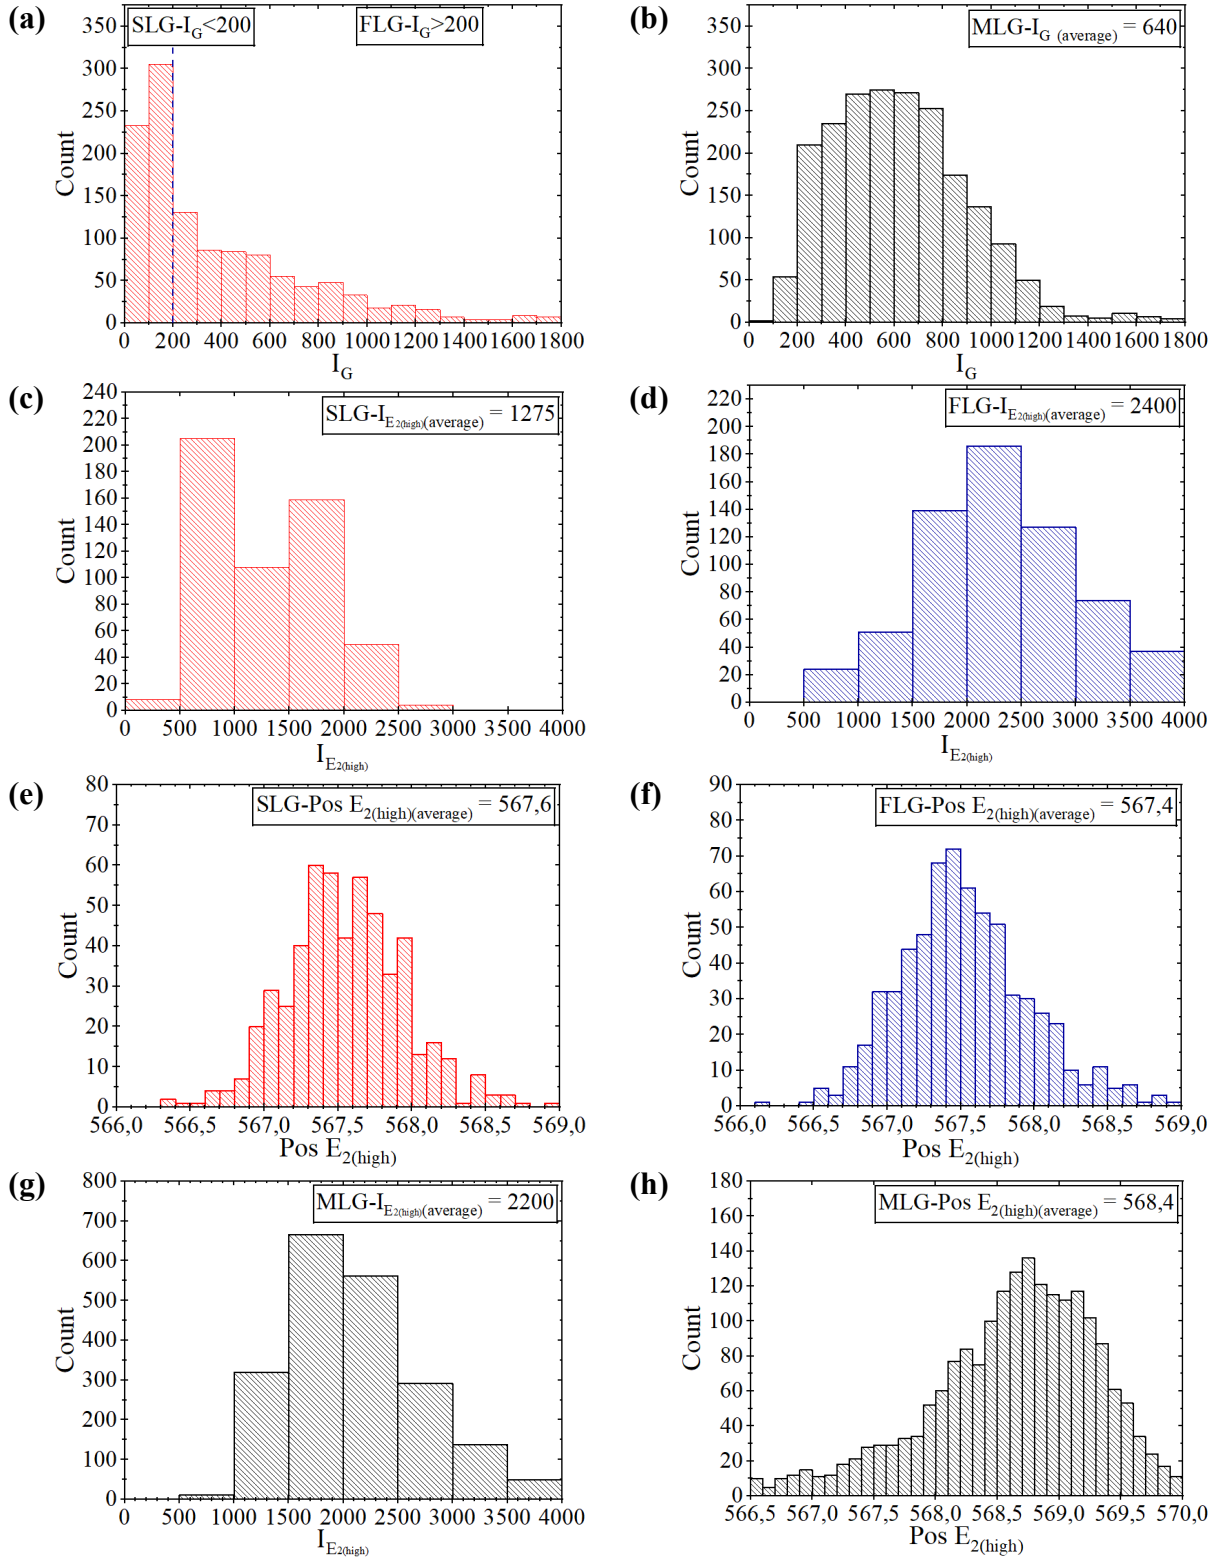 (a)
SLG-I_G<200
FLG-I_G>200
Count
350
300
250
200
150
100
50
0
0 200 400 600 800 1000 1200 1400 1600 1800
I_G
(b)
MLG-I_G (average) = 640
Count
350
300
250
200
150
100
50
0
200 400 600 800 1000 1200 1400 1600 1800
I_G
(c)
SLG-I_E2(high)(average) = 1275
Count
240
220
200
180
160
140
120
100
80
60
40
20
0
0 500 1000 1500 2000 2500 3000 3500 4000
I_E2(high)
(d)
FLG-I_E2(high)(average) = 2400
Count
220
200
180
160
140
120
100
80
60
40
20
0
500 1000 1500 2000 2500 3000 3500 4000
I_E2(high)
(e)
SLG-Pos E2(high)(average) = 567,6
Count
80
70
60
50
40
30
20
10
0
566,0 566,5 567,0 567,5 568,0 568,5 569,0
Pos E2(high)
(f)
FLG-Pos E2(high)(average) = 567,4
Count
90
80
70
60
50
40
30
20
10
0
566,0 566,5 567,0 567,5 568,0 568,5 569,0
Pos E2(high)
(g)
MLG-I_E2(high)(average) = 2200
Count
800
700
600
500
400
300
200
100
0
0 500 1000 1500 2000 2500 3000 3500 4000
I_E2(high)
(h)
MLG-Pos E2(high)(average) = 568,4
Count
180
160
140
120
100
80
60
40
20
0
566,5 567,0 567,5 568,0 568,5 569,0 569,5 570,0
Pos E2(high)